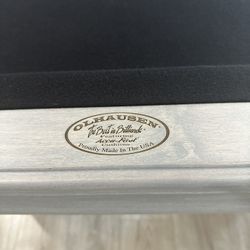 OLHAUSEN
"The Best in Billiards"
Featuring
Accu-Fast
Cushions
Proudly Made In The USA